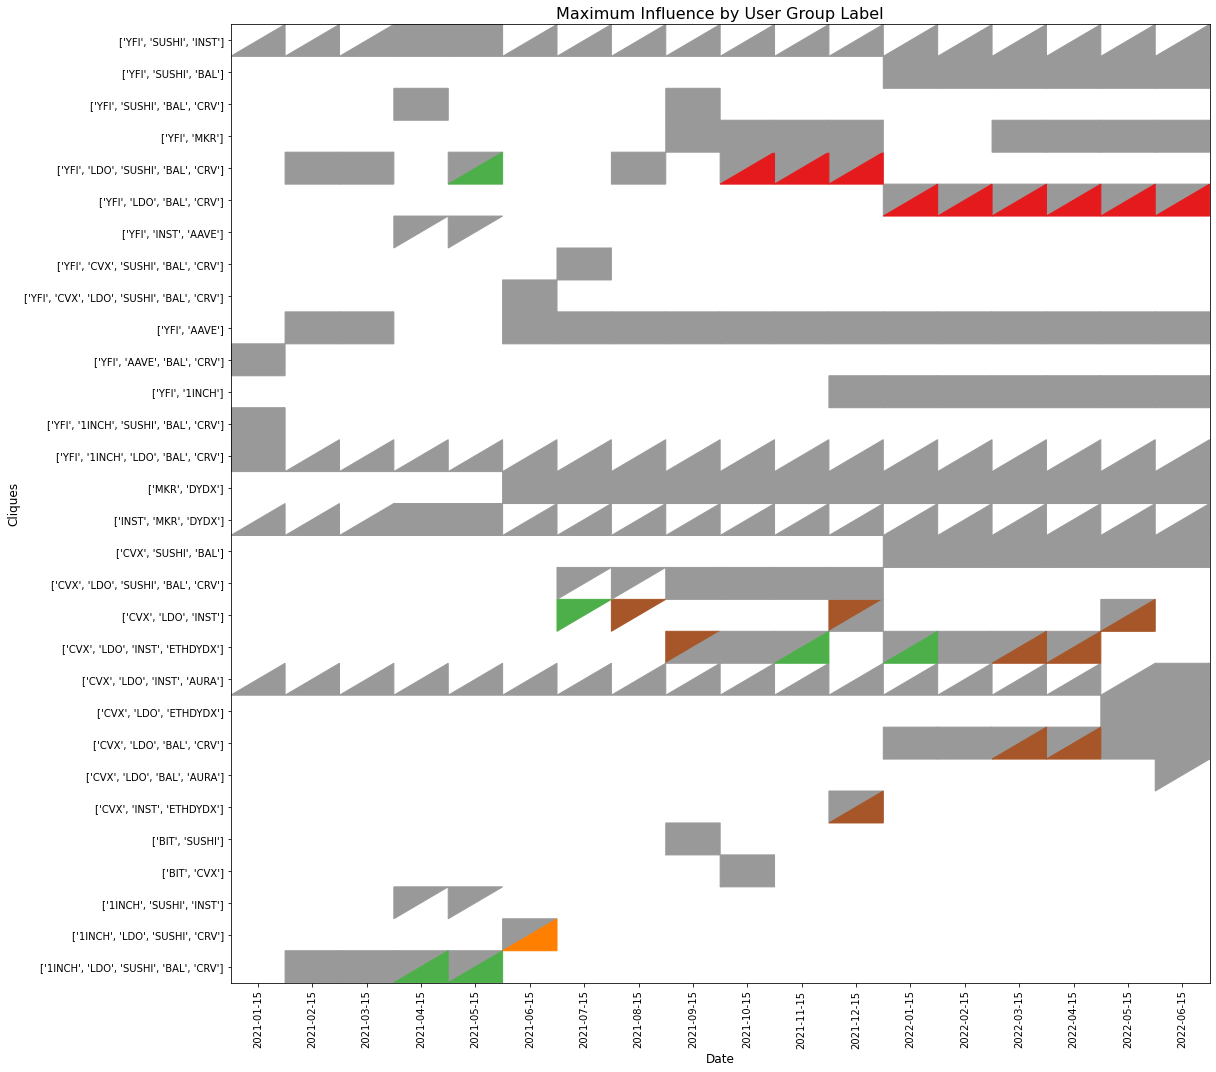 Maximum Influence by User Group Label
Cliques
['YFI', 'SUSHI', 'INST']
['YFI', 'SUSHI', 'BAL']
['YFI', 'SUSHI', 'BAL', 'CRV']
['YFI', 'MKR']
['YFI', 'LDO', 'SUSHI', 'BAL', 'CRV']
['YFI', 'LDO', 'BAL', 'CRV']
['YFI', 'INST', 'AAVE']
['YFI', 'CVX', 'SUSHI', 'BAL', 'CRV']
['YFI', 'CVX', 'LDO', 'SUSHI', 'BAL', 'CRV']
['YFI', 'AAVE']
['YFI', 'AAVE', 'BAL', 'CRV']
['YFI', '1INCH']
['YFI', '1INCH', 'SUSHI', 'BAL', 'CRV']
['YFI', '1INCH', 'LDO', 'BAL', 'CRV']
['MKR', 'DYDX']
['INST', 'MKR', 'DYDX']
['CVX', 'SUSHI', 'BAL']
['CVX', 'LDO', 'SUSHI', 'BAL', 'CRV']
['CVX', 'LDO', 'INST']
['CVX', 'LDO', 'INST', 'ETHDYDX']
['CVX', 'LDO', 'INST', 'AURA']
['CVX', 'LDO', 'ETHDYDX']
['CVX', 'LDO', 'BAL', 'CRV']
['CVX', 'LDO', 'BAL', 'AURA']
['CVX', 'INST', 'ETHDYDX']
['BIT', 'SUSHI']
['BIT', 'CVX']
['1INCH', 'SUSHI', 'INST']
['1INCH', 'LDO', 'SUSHI', 'CRV']
['1INCH', 'LDO', 'SUSHI', 'BAL', 'CRV']
2021-01-15
2021-02-15
2021-03-15
2021-04-15
2021-05-15
2021-06-15
2021-07-15
2021-08-15
2021-09-15
2021-10-15
2021-11-15
2021-12-15
2022-01-15
2022-02-15
2022-03-15
2022-04-15
2022-05-15
2022-06-15
Date